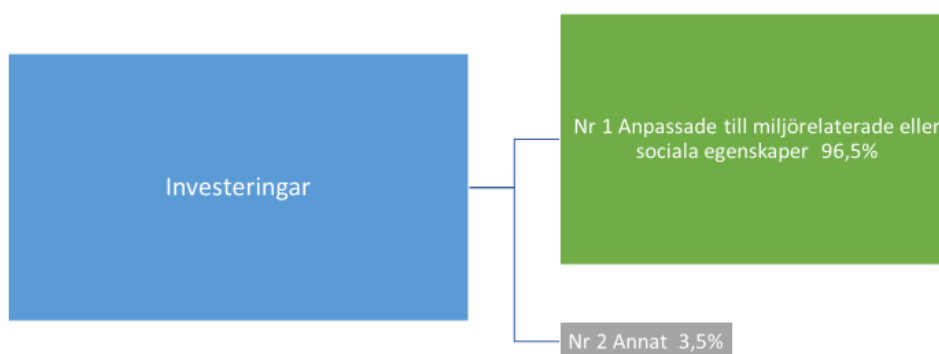 Investeringar
Nr 1 Anpassade till miljörelaterade eller
sociala egenskaper 96,5%
Nr 2 Annat 3,5%